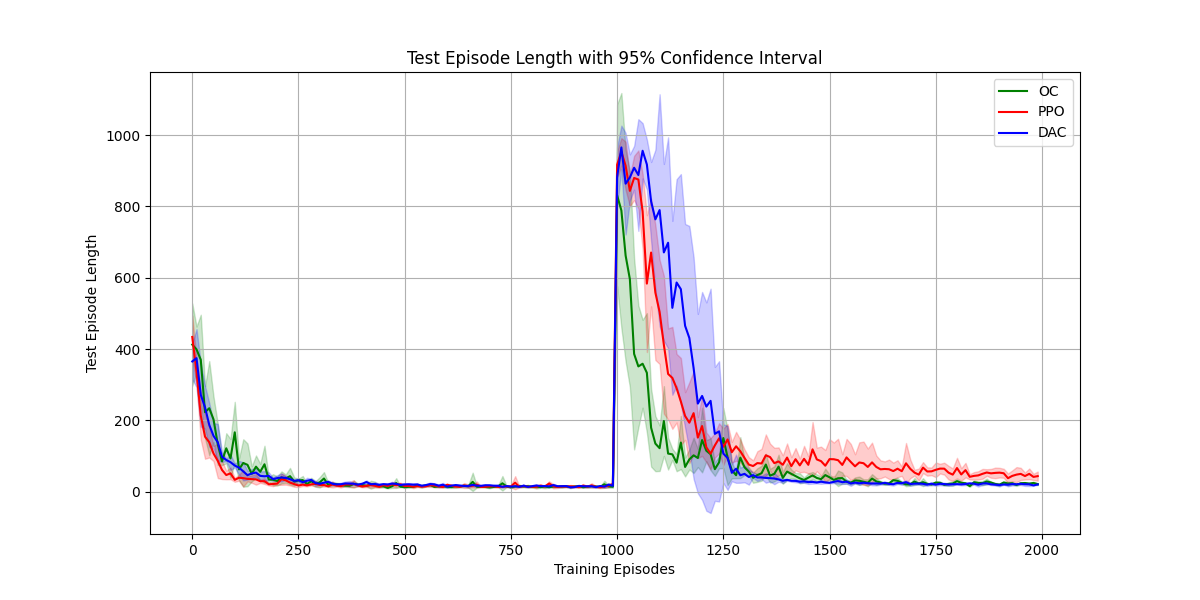 Test Episode Length with 95% Confidence Interval
OC
PPO
DAC
Test Episode Length
1000
800
600
400
200
0
0 250 500 750 1000 1250 1500 1750 2000
Training Episodes